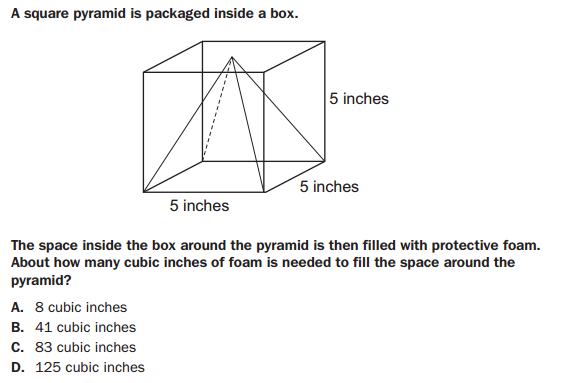 A square pyramid is packaged inside a box.
5 inches
5 inches
5 inches
The space inside the box around the pyramid is then filled with protective foam.
About how many cubic inches of foam is needed to fill the space around the
pyramid?
A. 8 cubic inches
B. 41 cubic inches
C. 83 cubic inches
D. 125 cubic inches